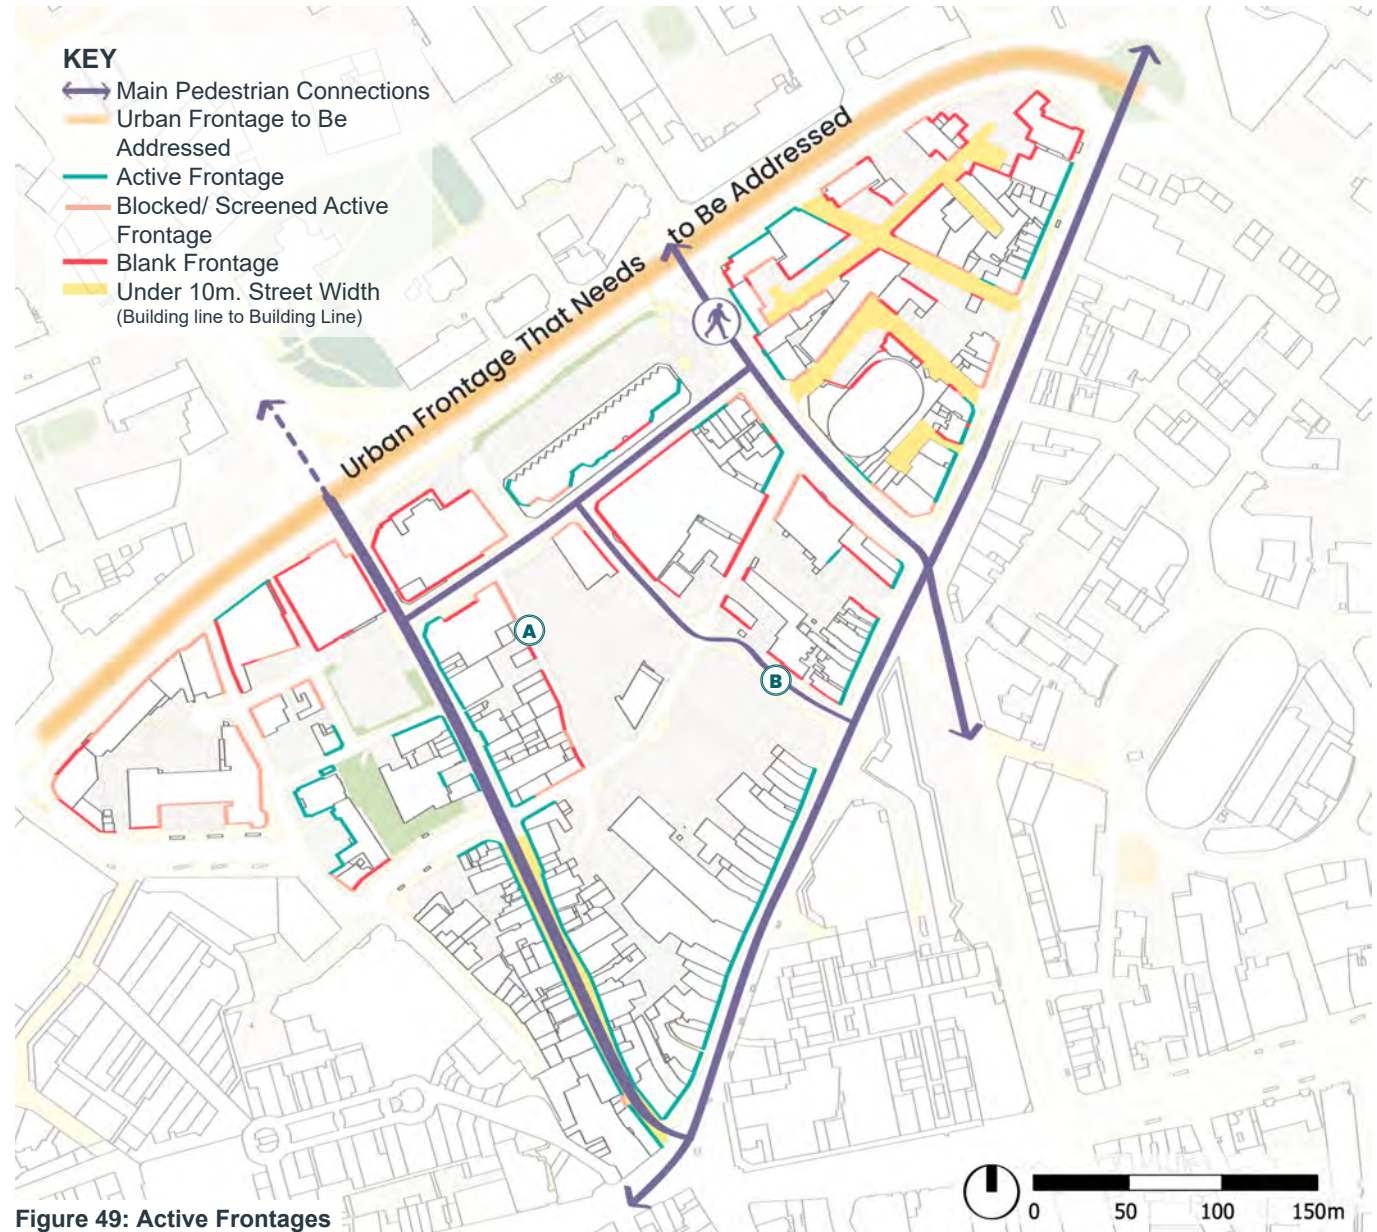 KEY
Main Pedestrian Connections
Urban Frontage to Be
Addressed
Active Frontage
Blocked/ Screened Active
Frontage
Blank Frontage
Under 10m. Street Width
(Building line to Building Line)
Urban Frontage That Needs to Be Addressed
A
B
0 50 100 150m
Figure 49: Active Frontages